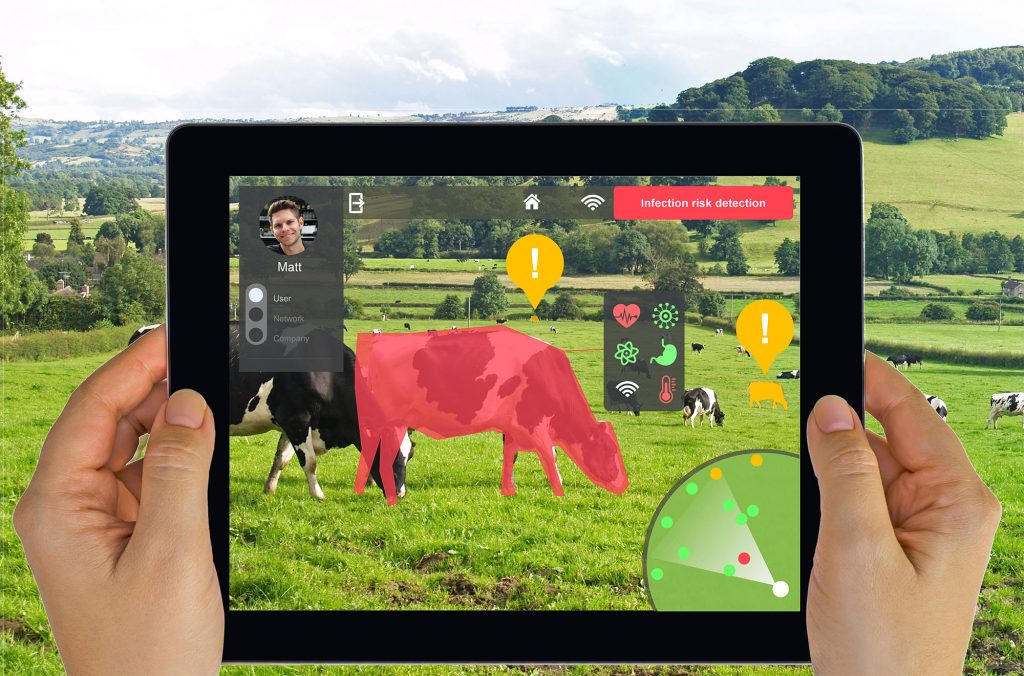 Infection risk detection
Matt
User
Network
Company
!
!